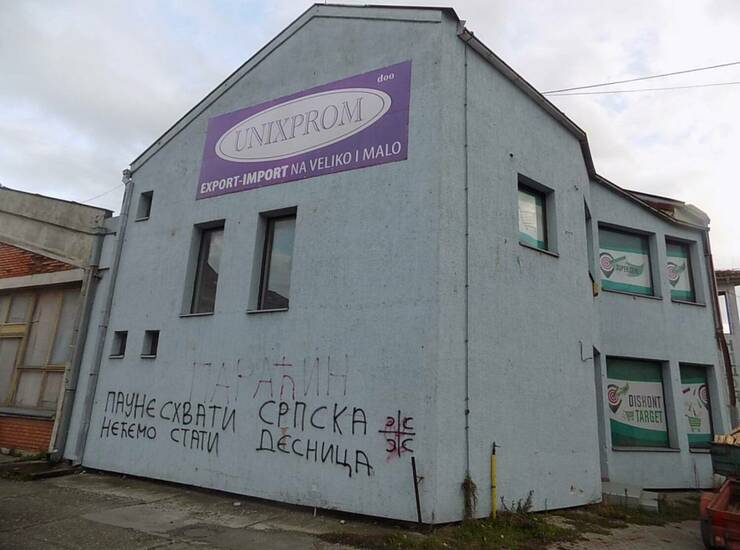 doo
UNIXPROM
EXPORT-IMPORT NA VELIKO I MALO
ПАРАЋИН
ПАУНЕ СХВАТИ СРПСКА
НЕЋЕМО СТАТИ ДЕСНИЦА
DISKONT
TARGET